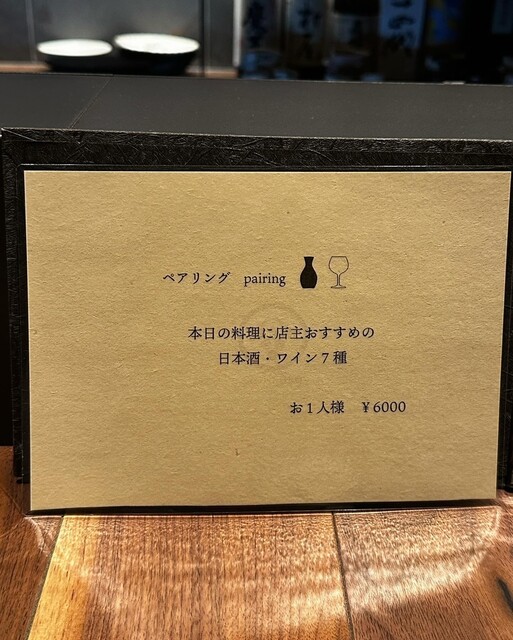 ペアリング pairing
本日の料理に店主おすすめの
日本酒・ワイン7種
お1人様 ¥6000